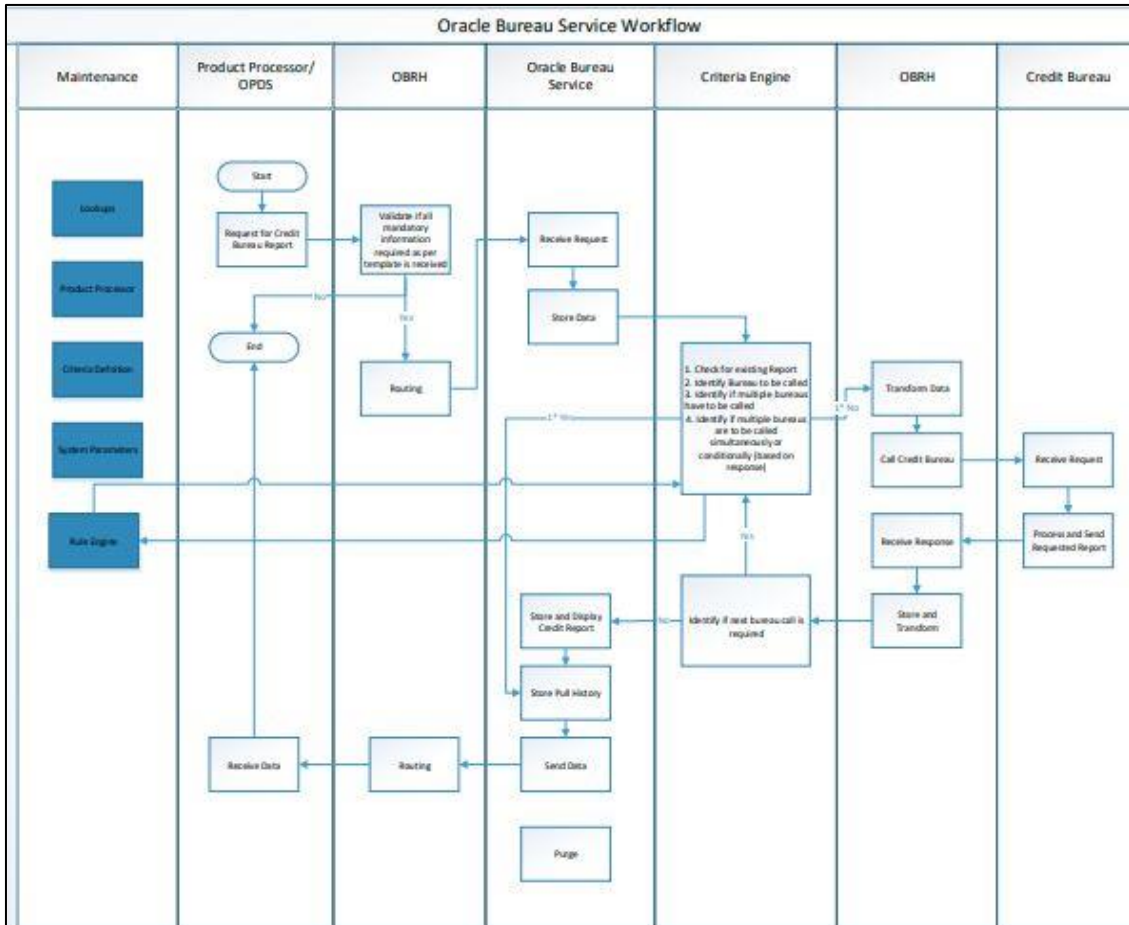 Oracle Bureau Service Workflow
Maintenance
Product Processor/
OPDS
OBRH
Oracle Bureau
Service
Criteria Engine
OBRH
Credit Bureau
Start
Lookups
Request for Credit
Bureau Report
Validate if all
mandatory
information
required as per
template is received
Receive Request
Product Processor
No
Store Data
Yes
End
Criteria Definition
Routing
1. Check for existing Report
2. Identify Bureau to be called
3. Identify if multiple bureaus
have to be called
4. Identify if multiple bureaus
are to be called
simultaneously or
conditionally (based on
response)
Transform Data
1* Yes
1* No
System Parameters
Call Credit Bureau
Receive Request
Rule Engine
Yes
Receive Response
Process and Send
Requested Report
Store and Display
Credit Report
No
Identify if next bureau call is
required
Store and
Transform
Store Pull History
Receive Data
Routing
Send Data
Purge